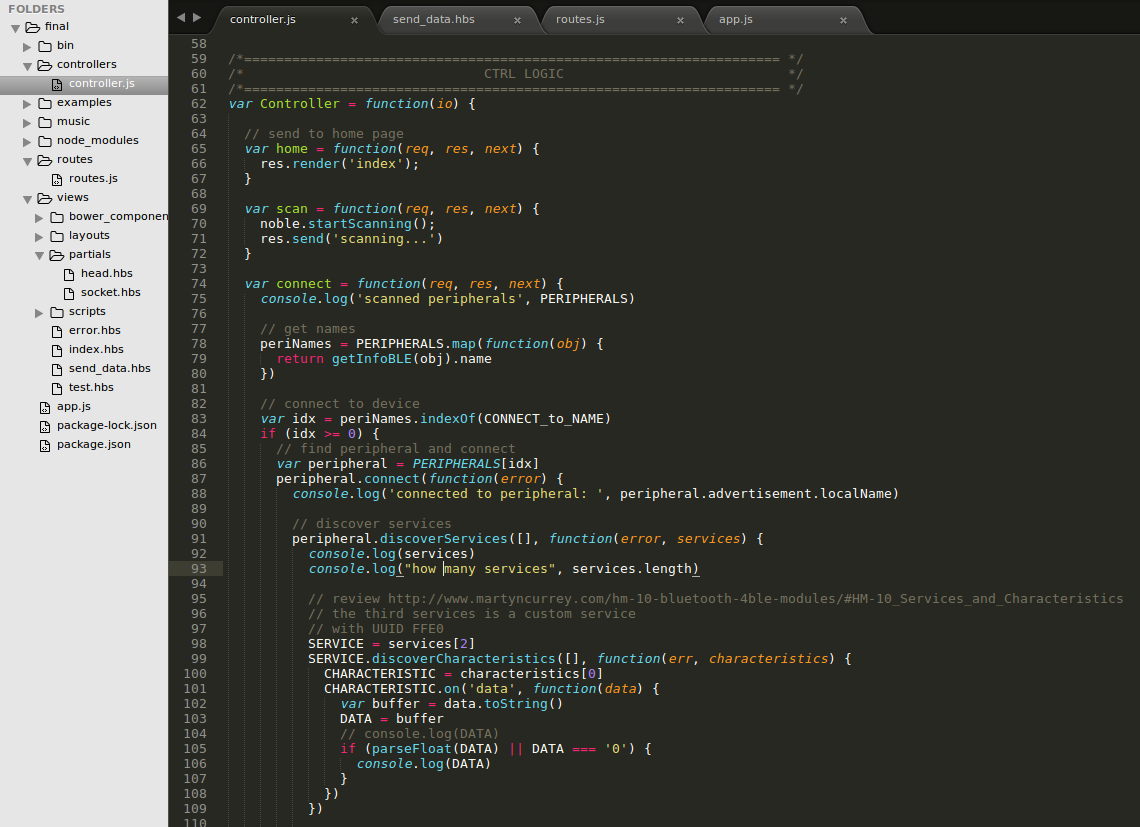 FOLDERS
final
bin
controllers
controller.js
examples
music
node_modules
routes
routes.js
views
bower_componen
layouts
partials
head.hbs
socket.hbs
scripts
error.hbs
index.hbs
send_data.hbs
test.hbs
app.js
package-lock.json
package.json
controller.js × send_data.hbs × routes.js × app.js ×
58
59 /*=================================================================== */
60 /* CTRL LOGIC */
61 /*=================================================================== */
62 var Controller = function(io) {
63
64 // send to home page
65 var home = function(req, res, next) {
66 res.render('index');
67 }
68
69 var scan = function(req, res, next) {
70 noble.startScanning();
71 res.send('scanning...')
72 }
73
74 var connect = function(req, res, next) {
75 console.log('scanned peripherals', PERIPHERALS)
76
77 // get names
78 periNames = PERIPHERALS.map(function(obj) {
79 return getInfoBLE(obj).name
80 })
81
82 // connect to device
83 var idx = periNames.indexOf(CONNECT_to_NAME)
84 if (idx >= 0) {
85 // find peripheral and connect
86 var peripheral = PERIPHERALS[idx]
87 peripheral.connect(function(error) {
88 console.log('connected to peripheral: ', peripheral.advertisement.localName)
89
90 // discover services
91 peripheral.discoverServices([], function(error, services) {
92 console.log(services)
93 console.log("how many services", services.length)
94
95 // review http://www.martyncurrey.com/hm-10-bluetooth-4ble-modules/#HM-10_Services_and_Characteristics
96 // the third services is a custom service
97 // with UUID FFE0
98 SERVICE = services[2]
99 SERVICE.discoverCharacteristics([], function(err, characteristics) {
100 CHARACTERISTIC = characteristics[0]
101 CHARACTERISTIC.on('data', function(data) {
102 var buffer = data.toString()
103 DATA = buffer
104 // console.log(DATA)
105 if (parseFloat(DATA) || DATA === '0') {
106 console.log(DATA)
107 }
108 })
109 })
110